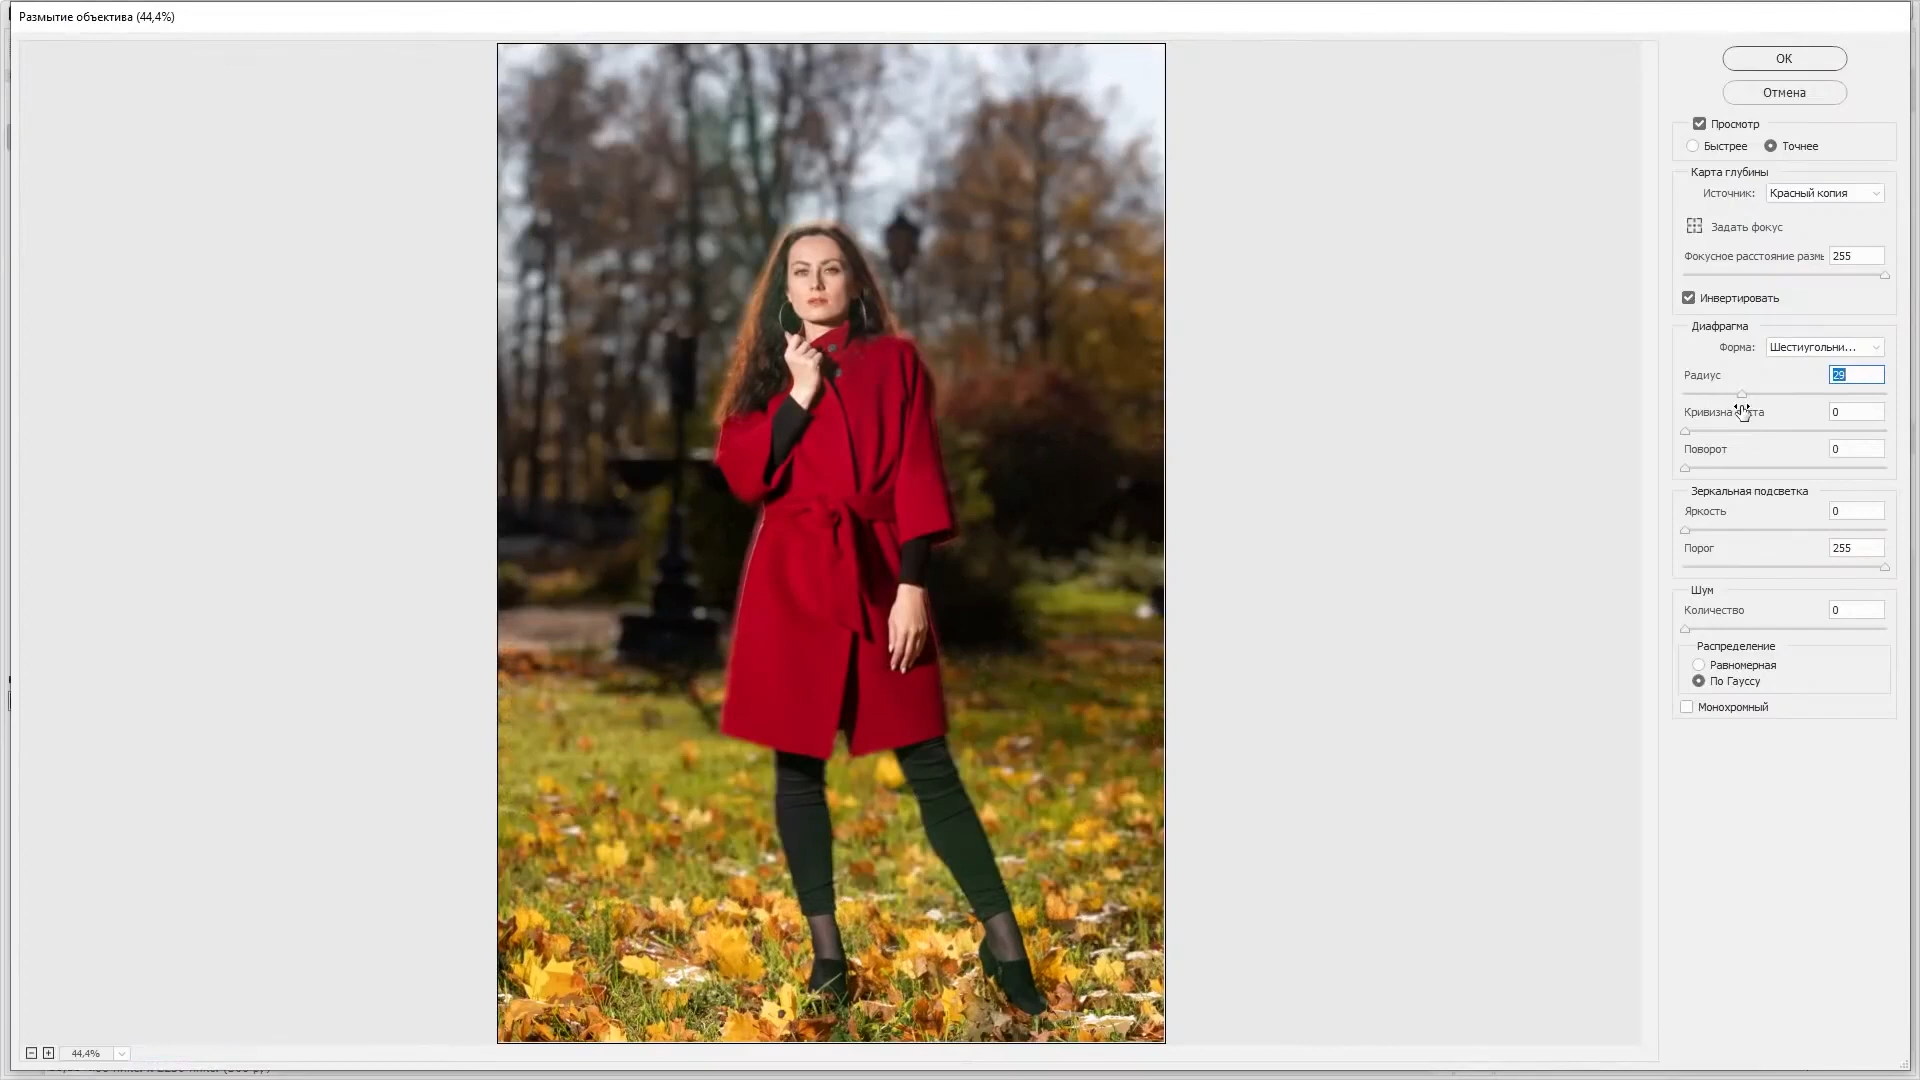 Размытие объектива (44,4%)
OK
Отмена
Просмотр
Быстрее Точнее
Карта глубины
Источник: Красный копия
Задать фокус
Фокусное расстояние разм 255
Инвертировать
Диафрагма
Форма: Шестиугольни...
Радиус 29
Кривизна 0
Поворот 0
Зеркальная подсветка
Яркость 0
Порог 255
Шум
Количество 0
Распределение
Равномерная
По Гауссу
Монохромный
44,4%